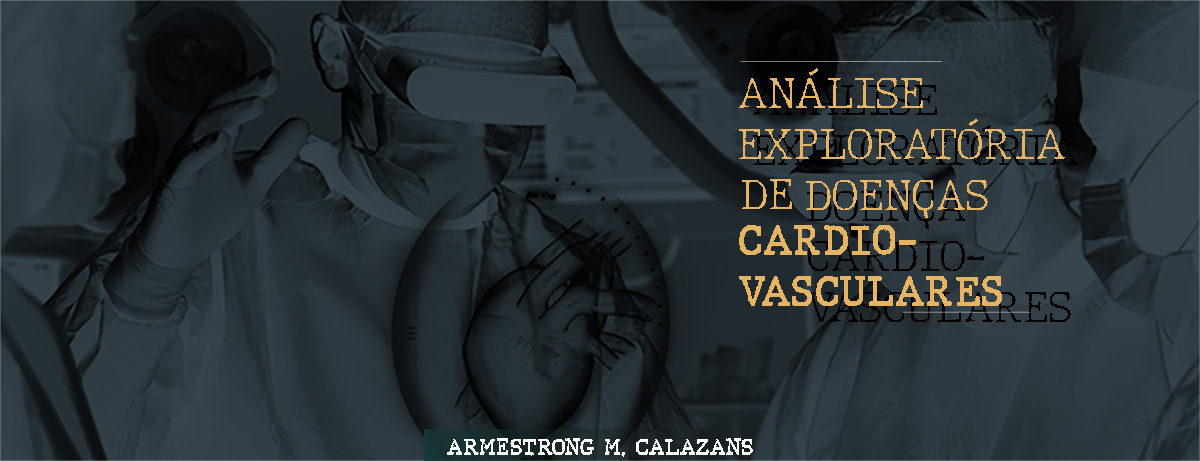 ANÁLISE
EXPLORATÓRIA
DE DOENÇAS
CARDIO-
VASCULARES
ARMESTRONG M. CALAZANS